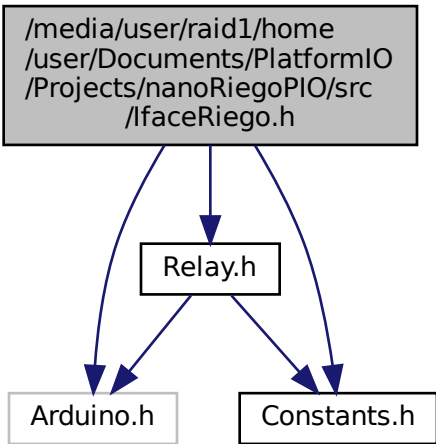 /media/user/raid1/home
/user/Documents/PlatformIO
/Projects/nanoRiegoPIO/src
/IfaceRiego.h
Relay.h
Arduino.h
Constants.h